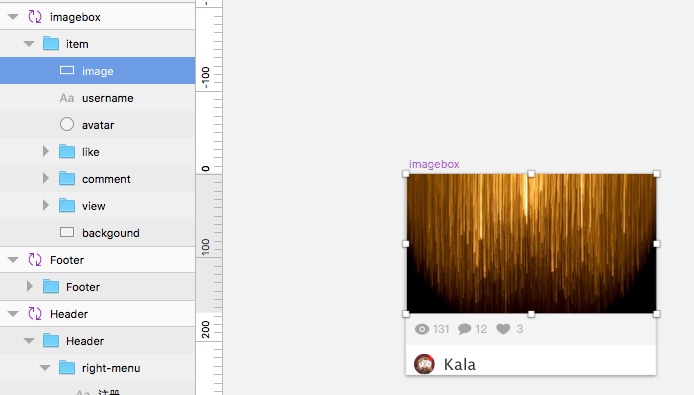 imagebox
item
image
Aa username
avatar
like
comment
view
backgound
Footer
Footer
Header
Header
right-menu
Aa 注册
-100
0
100
200
imagebox
131 12 3
Kala